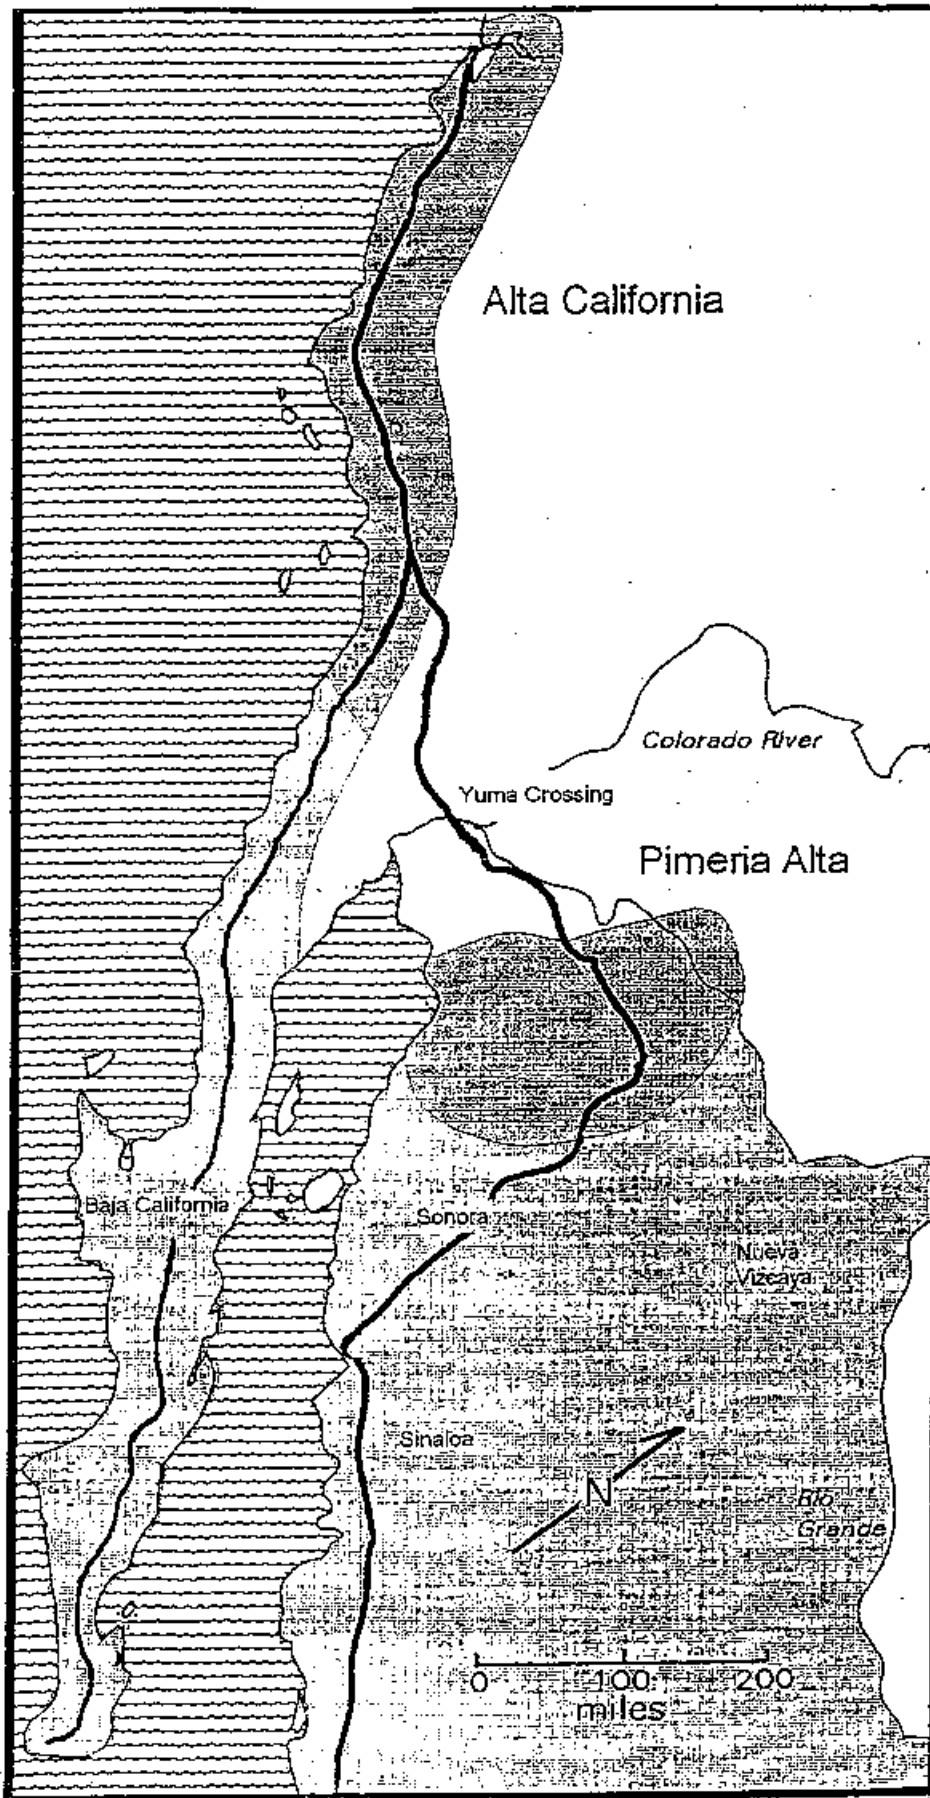 Alta California
Colorado River
Yuma Crossing
Pimeria Alta
Baja California
Sonora
Nueva
Vizcaya
Sinaloa
N
Rio
Grande
0 100 200
miles